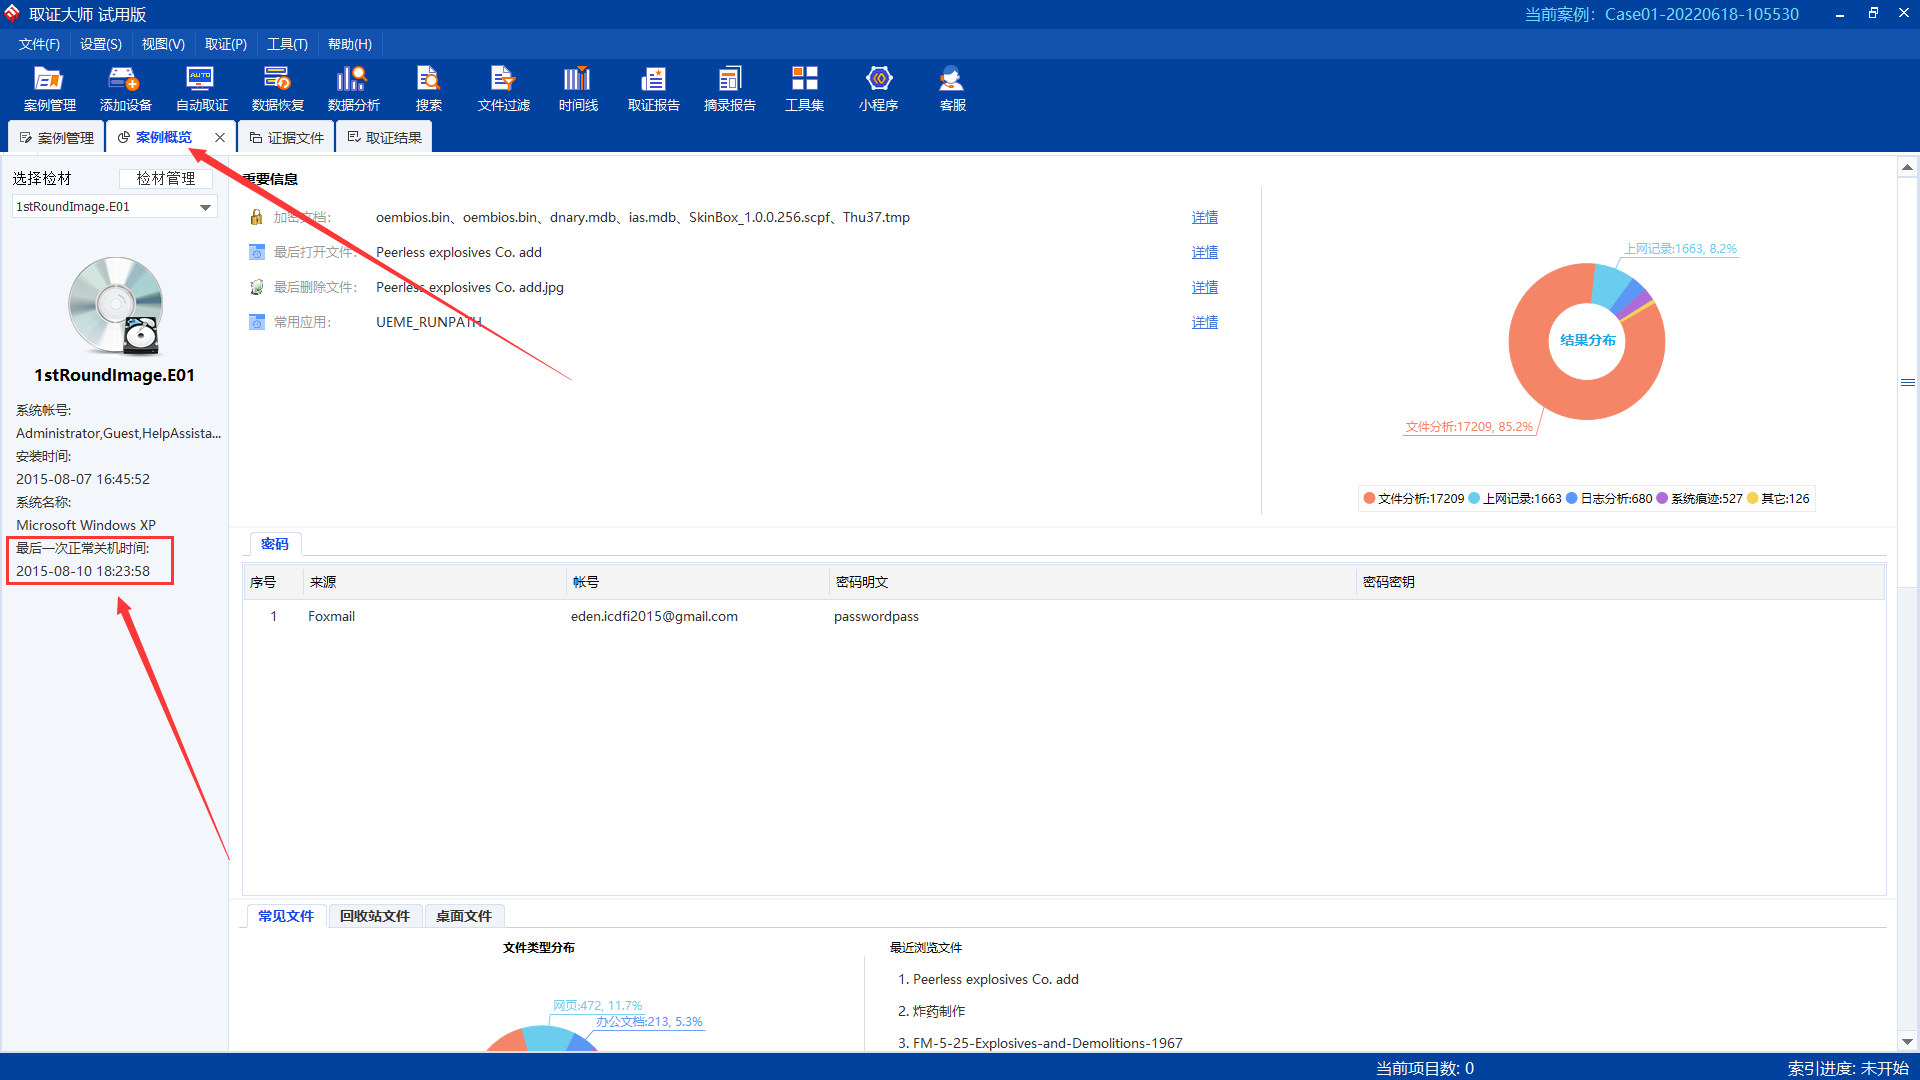 取证大师 试用版
当前案例: Case01-20220618-105530
文件(F) 设置(S) 视图(V) 取证(P) 工具(T) 帮助(H)
案例管理 添加设备 自动取证 数据恢复 数据分析 搜索 文件过滤 时间线 取证报告 摘录报告 工具集 小程序 客服
AUTO
案例管理 案例概览 证据文件 取证结果
选择检材 检材管理
1stRoundImage.E01
1stRoundImage.E01
系统帐号:
Administrator,Guest,HelpAssista...
安装时间:
2015-08-07 16:45:52
系统名称:
Microsoft Windows XP
最后一次正常关机时间:
2015-08-10 18:23:58
重要信息
加密文档: oembios.bin、oembios.bin、dnary.mdb、ias.mdb、SkinBox_1.0.0.256.scpf、Thu37.tmp 详情
最后打开文件: Peerless explosives Co. add 详情
最后删除文件: Peerless explosives Co. add.jpg 详情
常用应用: UEME_RUNPATH 详情
上网记录:1663, 8.2%
结果分布
文件分析:17209, 85.2%
文件分析:17209 上网记录:1663 日志分析:680 系统痕迹:527 其它:126
密码
序号 来源 帐号 密码明文 密码密钥
1 Foxmail eden.icdfi2015@gmail.com passwordpass
常见文件 回收站文件 桌面文件
文件类型分布
网页:472, 11.7%
办公文档:213, 5.3%
最近浏览文件
1. Peerless explosives Co. add
2. 炸药制作
3. FM-5-25-Explosives-and-Demolitions-1967
当前项目数: 0
索引进度: 未开始